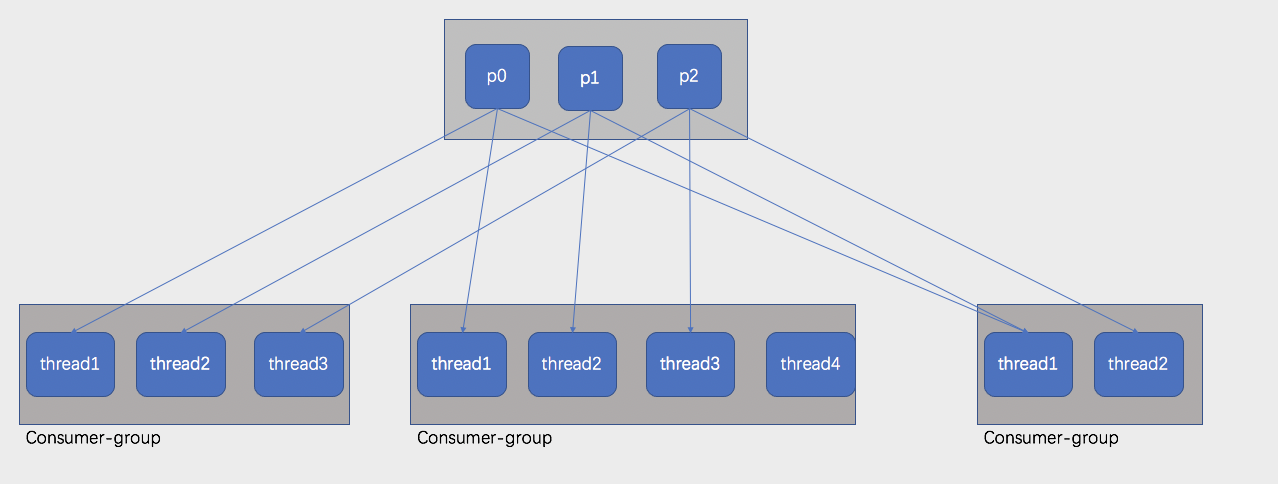 p0
p1
p2
thread1
thread2
thread3
Consumer-group
thread1
thread2
thread3
thread4
Consumer-group
thread1
thread2
Consumer-group